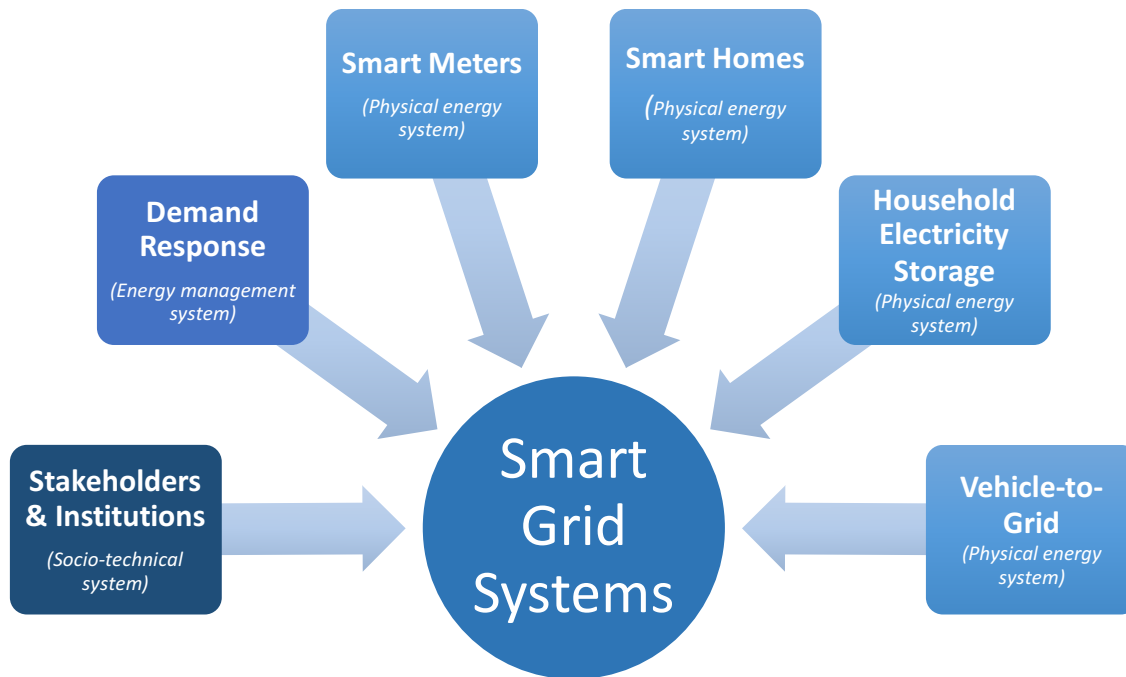 Smart Meters
(Physical energy
system)
Smart Homes
(Physical energy
system)
Demand
Response
(Energy management
system)
Household
Electricity
Storage
(Physical energy
system)
Stakeholders
& Institutions
(Socio-technical
system)
Smart
Grid
Systems
Vehicle-to-
Grid
(Physical energy
system)